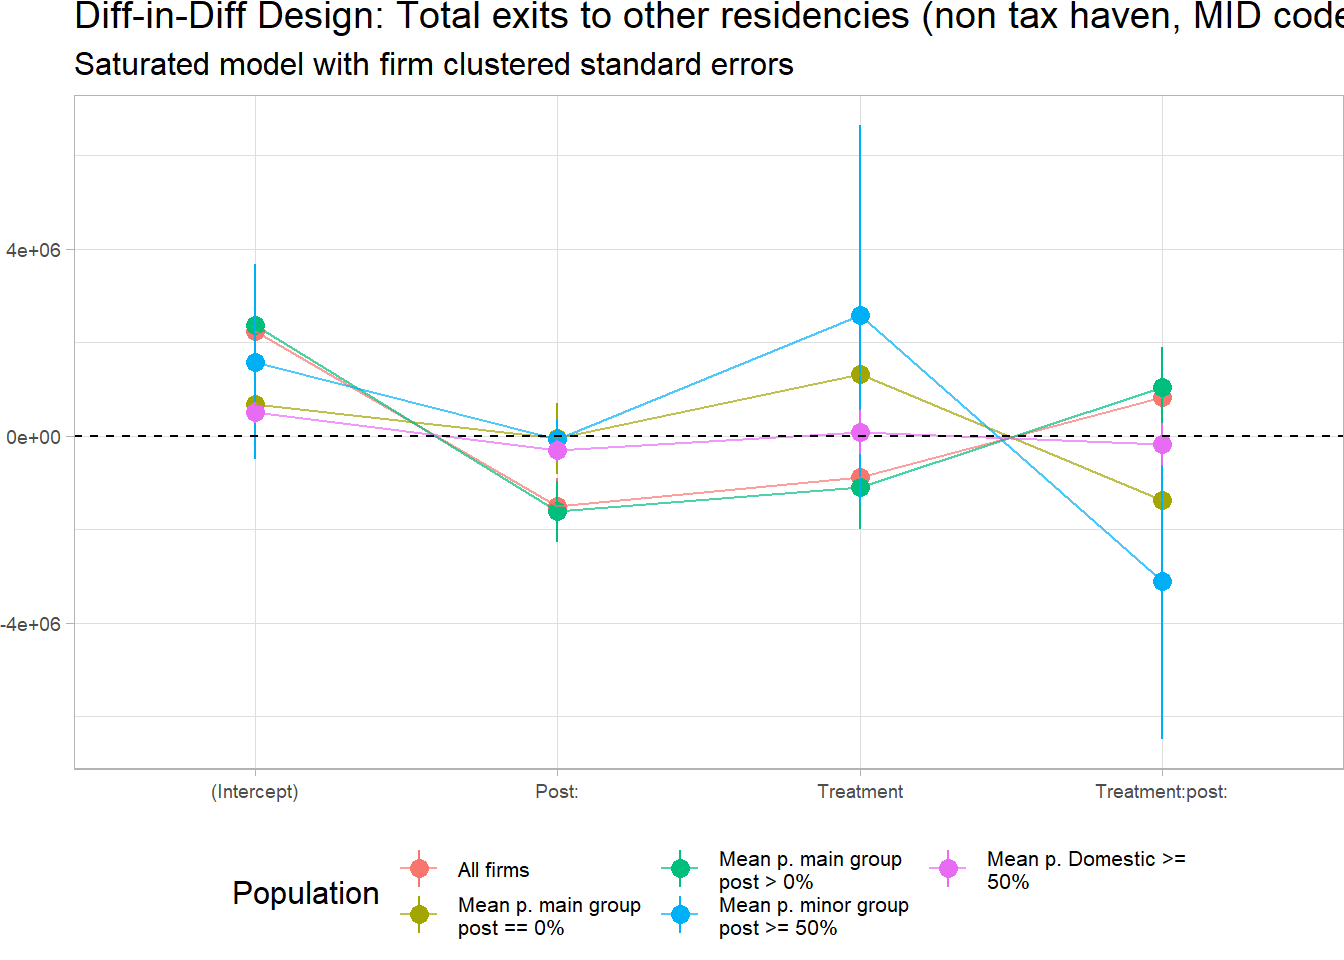 Diff-in-Diff Design: Total exits to other residencies (non tax haven, MID code
Saturated model with firm clustered standard errors
4e+06
0e+00
-4e+06
(Intercept)
Post:
Treatment
Treatment:post:
Population
All firms
Mean p. main group
post == 0%
Mean p. main group
post > 0%
Mean p. minor group
post >= 50%
Mean p. Domestic >=
50%